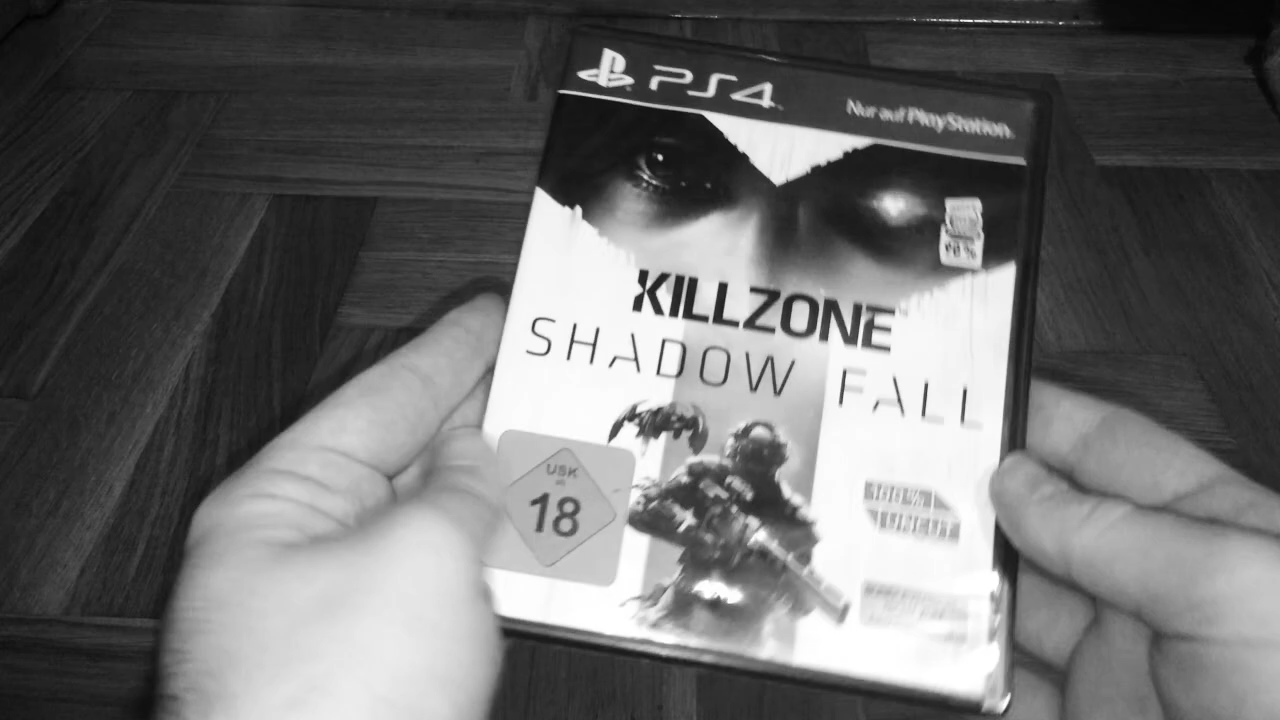 PS4
Nur auf PlayStation
KILLZONE
SHADOW FALL
USK
18
100%
UNCUT